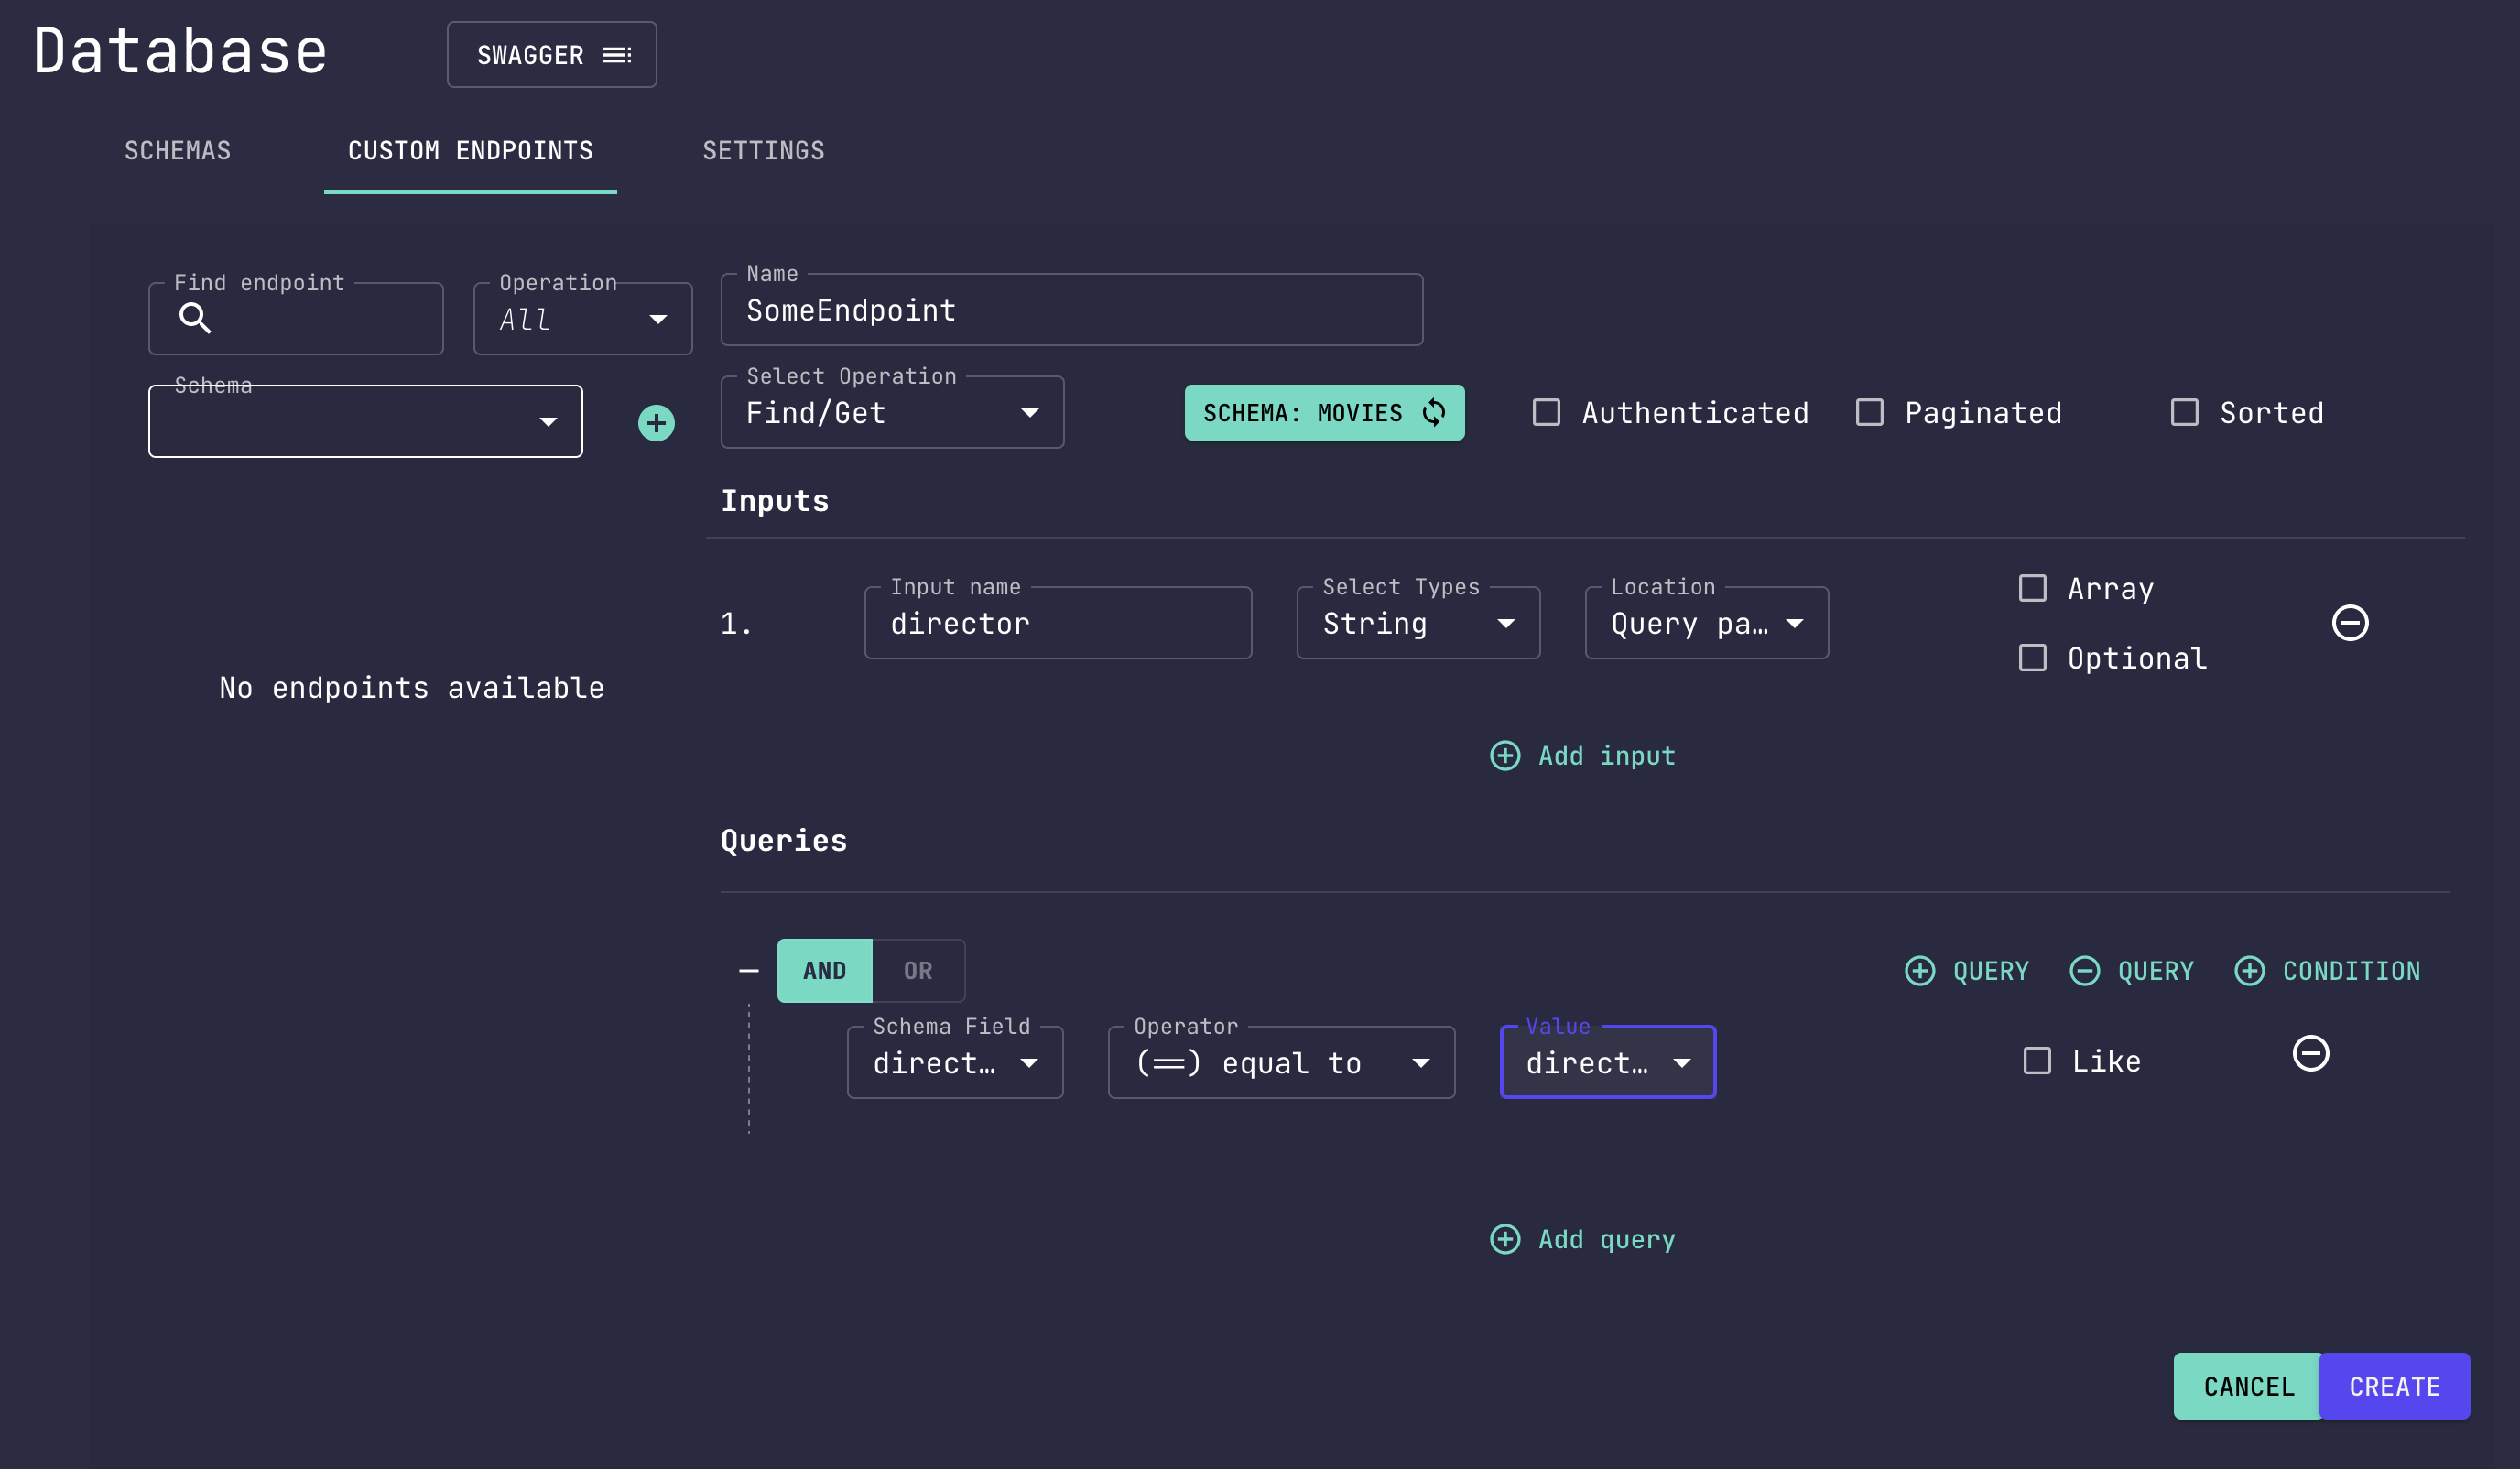 Database
SWAGGER
SCHEMAS
CUSTOM ENDPOINTS
SETTINGS
Find endpoint
Operation
All
Schema
No endpoints available
Name
SomeEndpoint
Select Operation
Find/Get
SCHEMA: MOVIES
Authenticated
Paginated
Sorted
Inputs
1.
Input name
director
Select Types
String
Location
Query pa…
Array
Optional
Add input
Queries
AND
OR
QUERY
QUERY
CONDITION
Schema Field
direct…
Operator
(==) equal to
Value
direct…
Like
Add query
CANCEL
CREATE